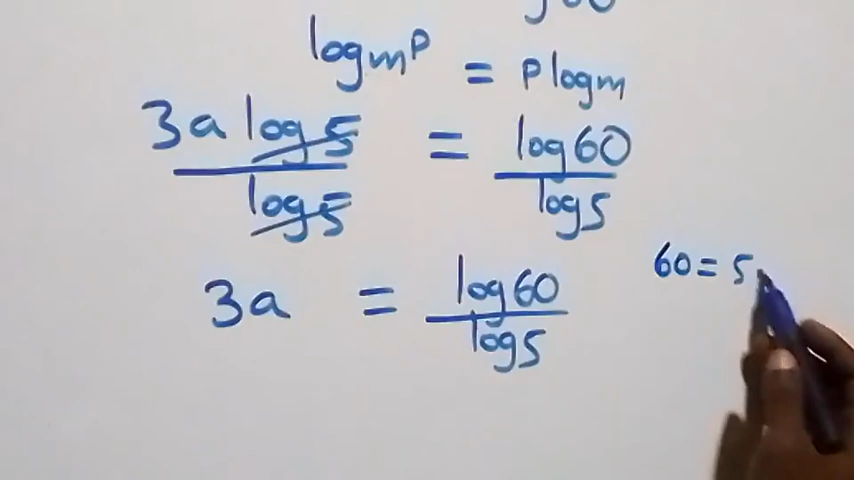 log m^p = p log m
3a log 5 / log 5 = log 60 / log 5
3a = log 60 / log 5
60 = 5